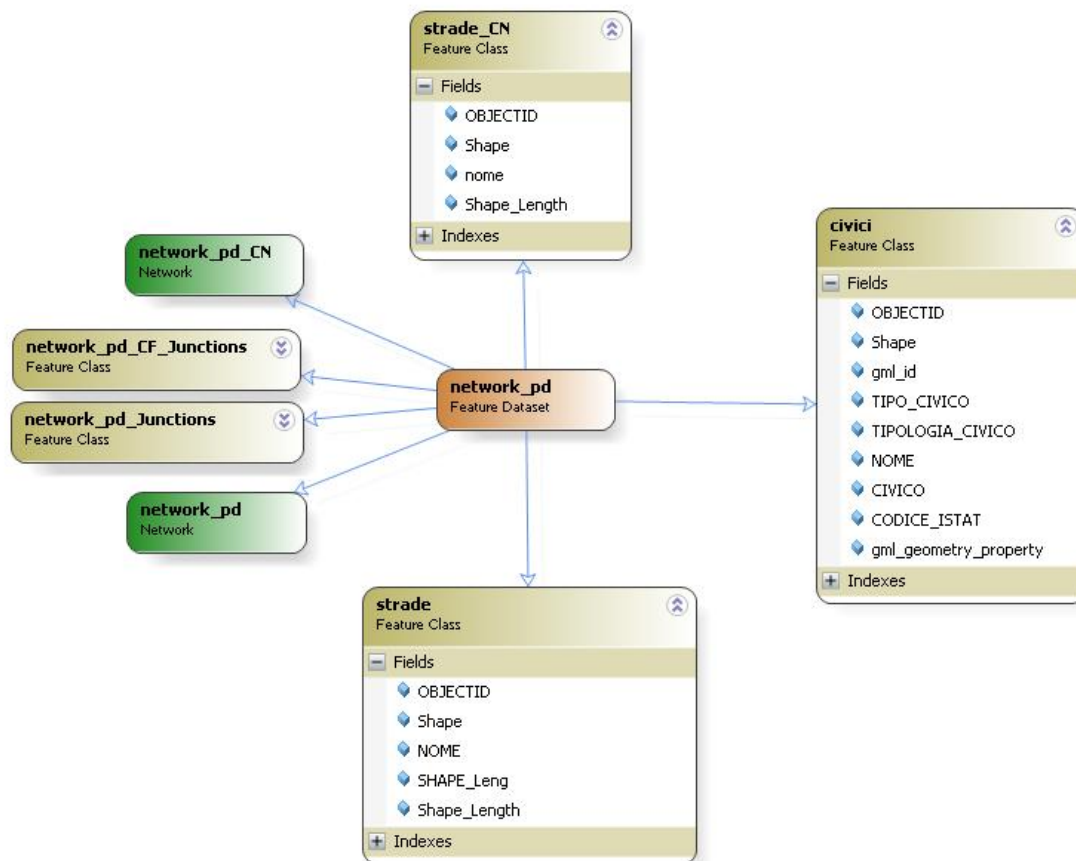 strade_CN
Feature Class
Fields
OBJECTID
Shape
nome
Shape_Length
Indexes
network_pd_CN
Network
network_pd_CF_Junctions
Feature Class
network_pd_Junctions
Feature Class
network_pd
Network
network_pd
Feature Dataset
civici
Feature Class
Fields
OBJECTID
Shape
gml_id
TIPO_CIVICO
TIPOLOGIA_CIVICO
NOME
CIVICO
CODICE_ISTAT
gml_geometry_property
Indexes
strade
Feature Class
Fields
OBJECTID
Shape
NOME
SHAPE_Leng
Shape_Length
Indexes